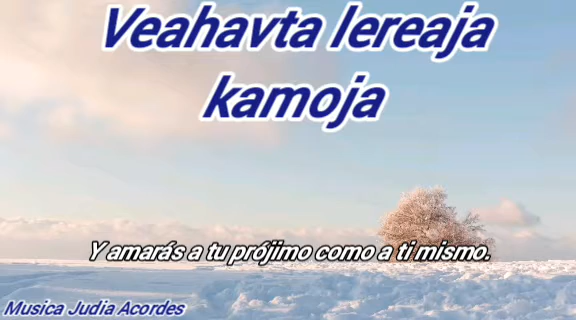 Veahavta lereaja
kamoja
Y amarás a tu prójimo como a ti mismo.
Musica Judia Acordes